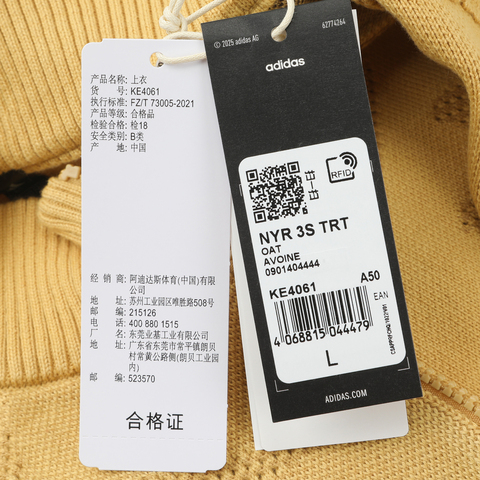 产品名称: 上衣
货 号: KE4061
执行标准: FZ/T 73005-2021
产品等级: 合格品
检验合格: 检18
安全类别: B类
产 地: 中国
经 销 商: 阿迪达斯体育(中国)有限
公司
地 址: 苏州工业园区唯胜路508号
邮 编: 215126
电 话: 400 880 1515
厂 名: 东莞业基工业有限公司
地 址: 广东省东莞市常平镇朗贝
村常黄公路侧(朗贝工业园
内)
邮 编: 523570
合格证
62774264
© 2025 adidas AG
adidas
扫一扫
RFID
NYR 3S TRT
OAT
AVOINE
0901404444
KE4061 A50
EAN
4 068815 044479
L
ADIDAS.COM